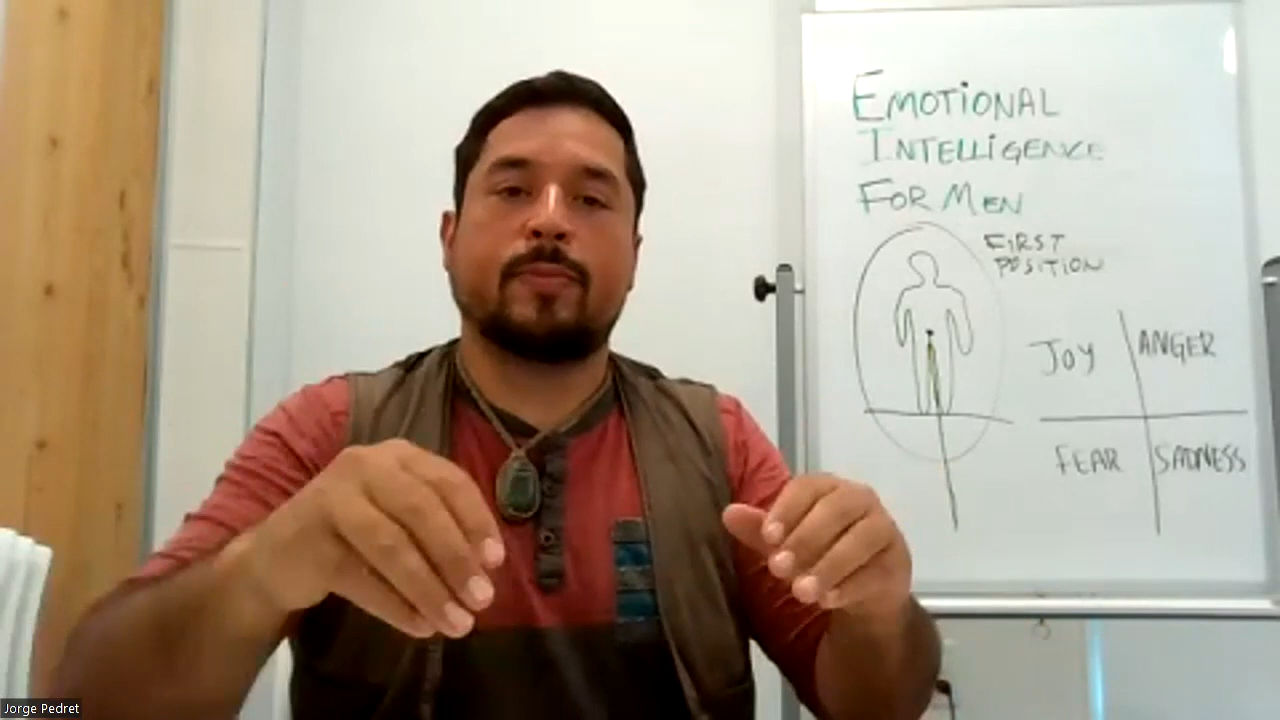 EMOTIONAL
INTELLIGENCE
FOR MEN
FIRST
POSITION
JOY
ANGER
FEAR
SADNESS
Jorge Pedret